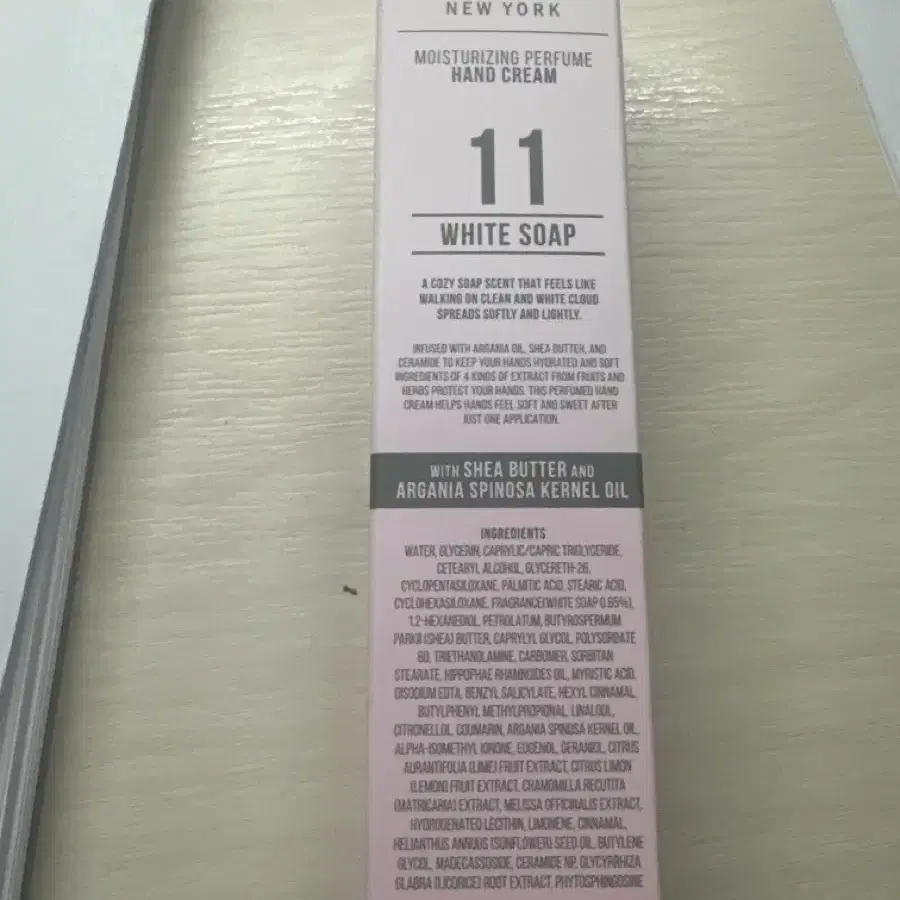 NEW YORK
MOISTURIZING PERFUME
HAND CREAM
11
WHITE SOAP
A COZY SOAP SCENT THAT FEELS LIKE
WALKING ON CLEAN AND WHITE CLOUD
SPREADS SOFTLY AND LIGHTLY.
INFUSED WITH ARGANIA OIL, SHEA BUTTER, AND
CERAMIDE TO KEEP YOUR HANDS HYDRATED AND SOFT
INGREDIENTS OF 4 KINDS OF EXTRACT FROM FRUITS AND
HERBS PROTECT YOUR HANDS. THIS PERFUMED HAND
CREAM HELPS HANDS FEEL SOFT AND SWEET AFTER
JUST ONE APPLICATION.
WITH SHEA BUTTER AND
ARGANIA SPINOSA KERNEL OIL
INGREDIENTS
WATER, GLYCERIN, CAPRYLIC/CAPRIC TRIGLYCERIDE,
CETEARYL ALCOHOL, GLYCERETH-26,
CYCLOPENTASILOXANE, PALMITIC ACID, STEARIC ACID,
CYCLOHEXASILOXANE, FRAGRANCE(WHITE SOAP 0.65%),
1,2-HEXANEDIOL, PETROLATUM, BUTYROSPERMUM
PARKII (SHEA) BUTTER, CAPRYLYL GLYCOL, POLYSORBATE
60, TRIETHANOLAMINE, CARBOMER, SORBITAN
STEARATE, HIPPOPHAE RHAMNOIDES OIL, MYRISTIC ACID,
DISODIUM EDTA, BENZYL SALICYLATE, HEXYL CINNAMAL,
BUTYLPHENYL METHYLPROPIONAL, LINALOOL,
CITRONELLOL, COUMARIN, ARGANIA SPINOSA KERNEL OIL,
ALPHA-ISOMETHYL IONONE, EUGENOL, GERANIOL, CITRUS
AURANTIFOLIA (LIME) FRUIT EXTRACT, CITRUS LIMON
(LEMON) FRUIT EXTRACT, CHAMOMILLA RECUTITA
(MATRICARIA) EXTRACT, MELISSA OFFICINALIS EXTRACT,
HYDROGENATED LECITHIN, LIMONENE, CINNAMAL,
HELIANTHUS ANNUUS (SUNFLOWER) SEED OIL, BUTYLENE
GLYCOL, MADECASSOSIDE, CERAMIDE NP, GLYCYRRHIZA
GLABRA (LICORICE) ROOT EXTRACT, PHYTOSPHINGOSINE